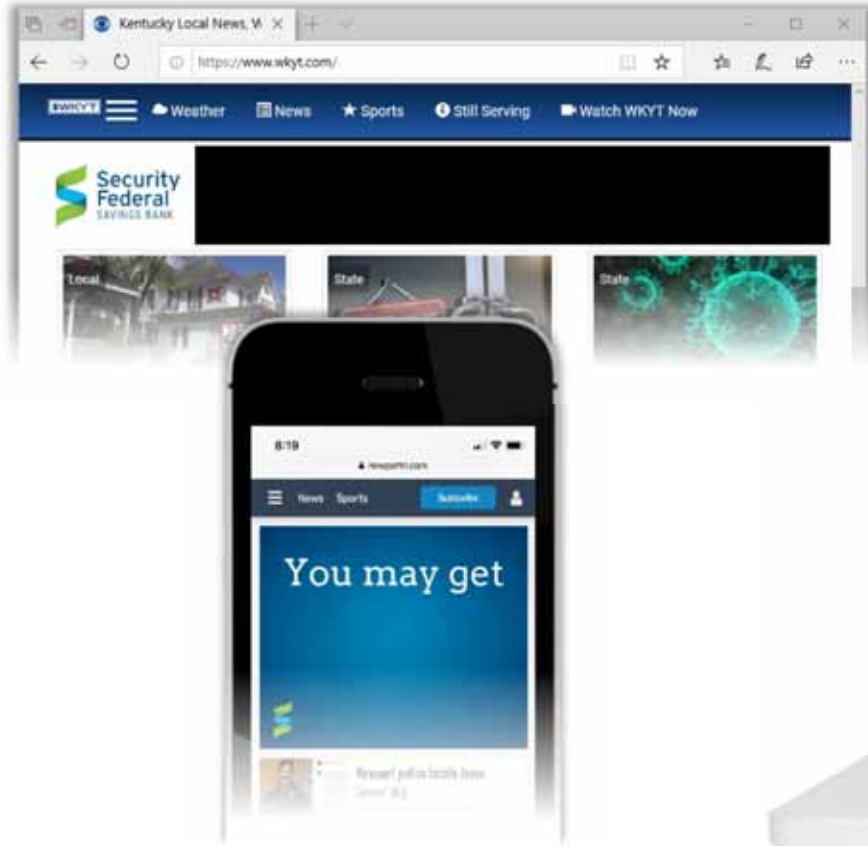 Kentucky Local News, W
https://www.wkyt.com/
WKYT
Weather
News
Sports
Still Serving
Watch WKYT Now
Security
Federal
SAVINGS BANK
Local
State
State
8:19
News Sports
Subscribe
You may get